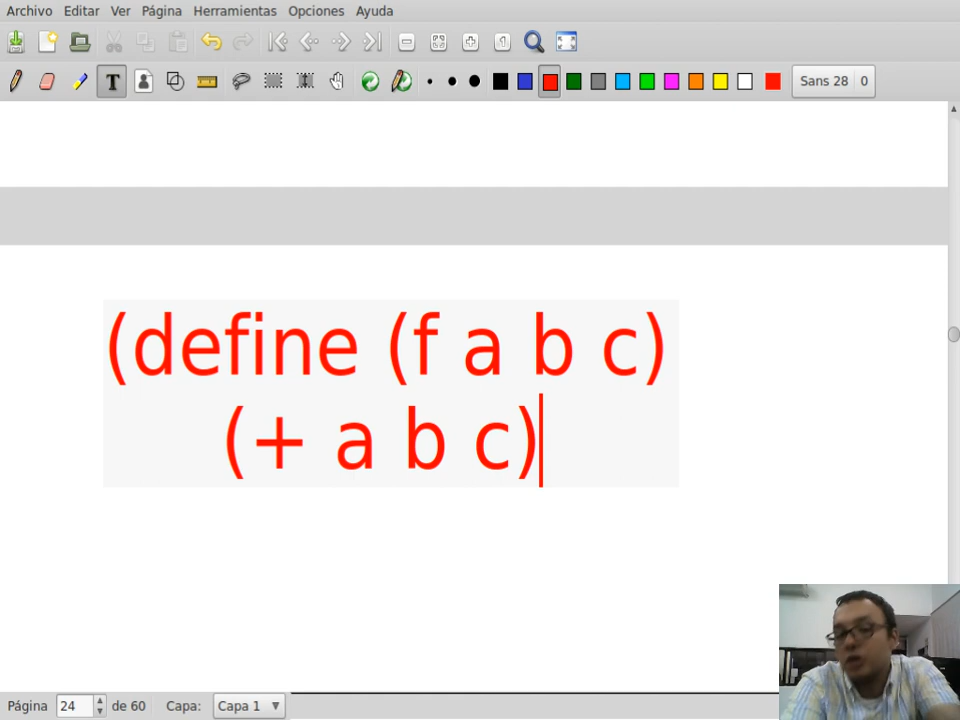 Archivo Editar Ver Página Herramientas Opciones Ayuda
T Sans 28 0
(define (f a b c)
(+ a b c)
Página 24 de 60 Capa: Capa 1